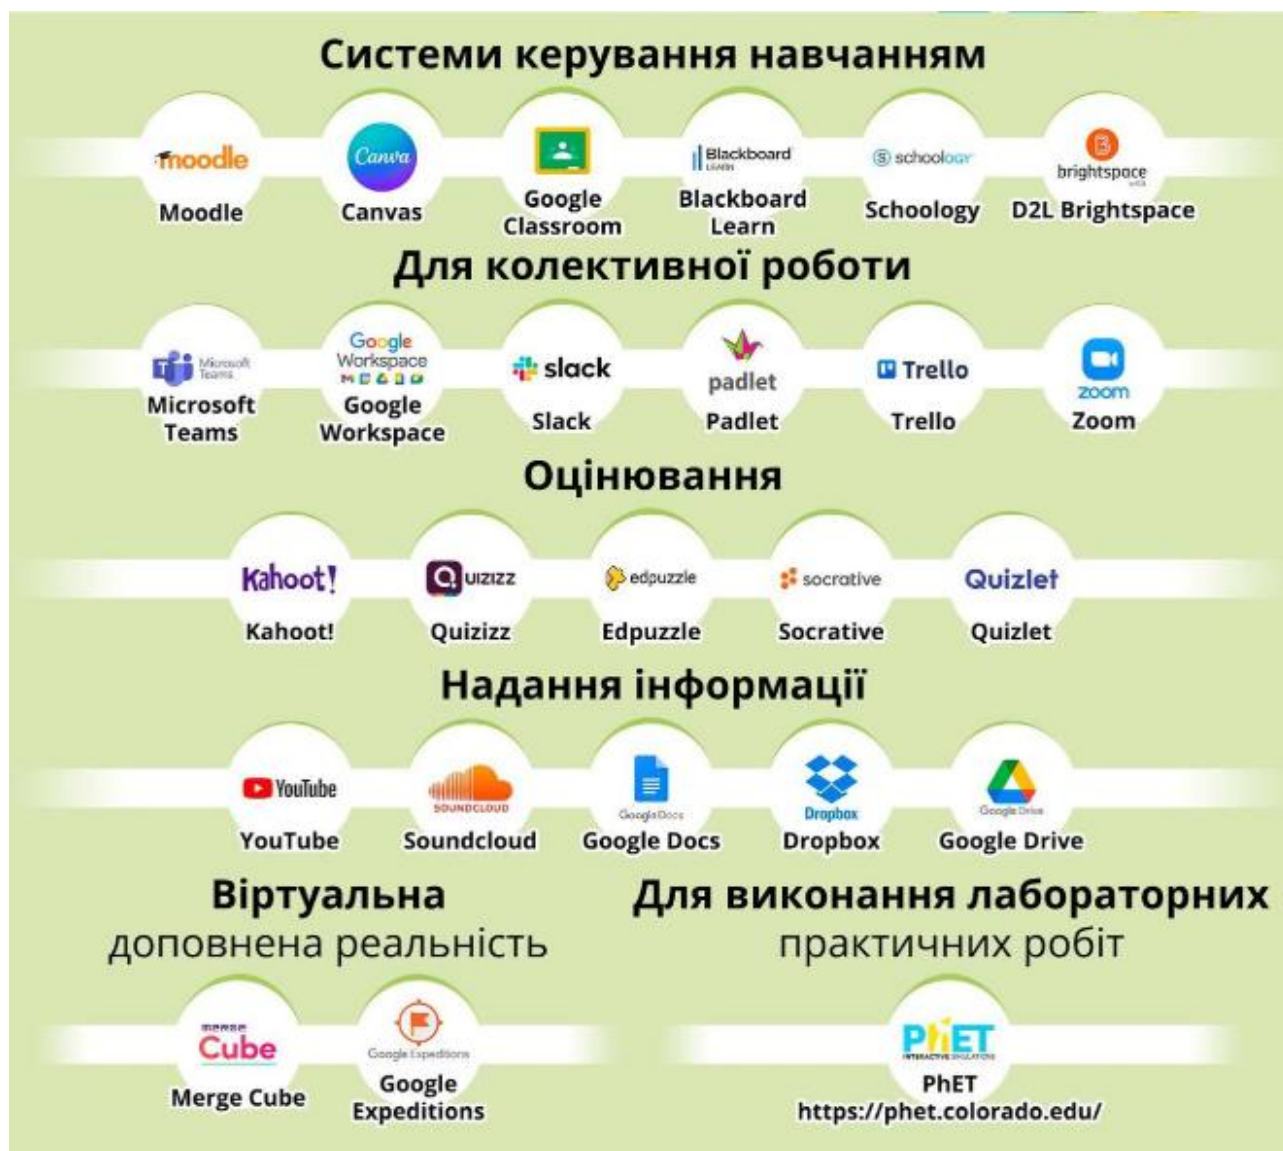 Системи керування навчанням
moodle
Canva
Blackboard
LEARN
schoology
brightspace
Moodle
Canvas
Google
Classroom
Blackboard
Learn
Schoology
D2L Brightspace
Для колективної роботи
Microsoft
Teams
Google
Workspace
slack
padlet
Trello
zoom
Microsoft
Teams
Google
Workspace
Slack
Padlet
Trello
Zoom
Оцінювання
Kahoot!
QUIZIZZ
edpuzzle
socrative
Quizlet
Kahoot!
Quizizz
Edpuzzle
Socrative
Quizlet
Надання інформації
YouTube
SOUNDCLOUD
Google Docs
Dropbox
Google Drive
YouTube
Soundcloud
Google Docs
Dropbox
Google Drive
Віртуальна
доповнена реальність
merge
Cube
Google Expeditions
Merge Cube
Google
Expeditions
Для виконання лабораторних
практичних робіт
PhET
INTERACTIVE SIMULATIONS
PhET
https://phet.colorado.edu/